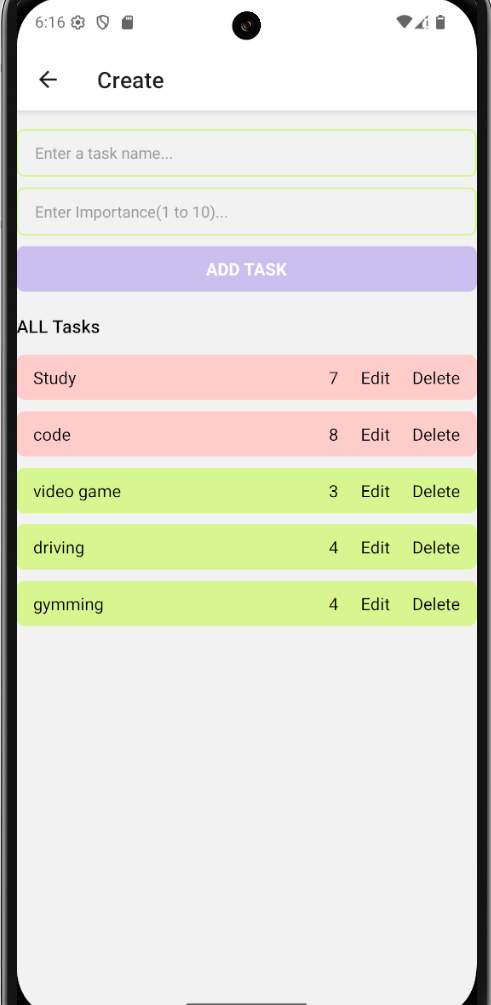 6:16
Create
Enter a task name...
Enter Importance(1 to 10)...
ADD TASK
ALL Tasks
Study 7 Edit Delete
code 8 Edit Delete
video game 3 Edit Delete
driving 4 Edit Delete
gymming 4 Edit Delete